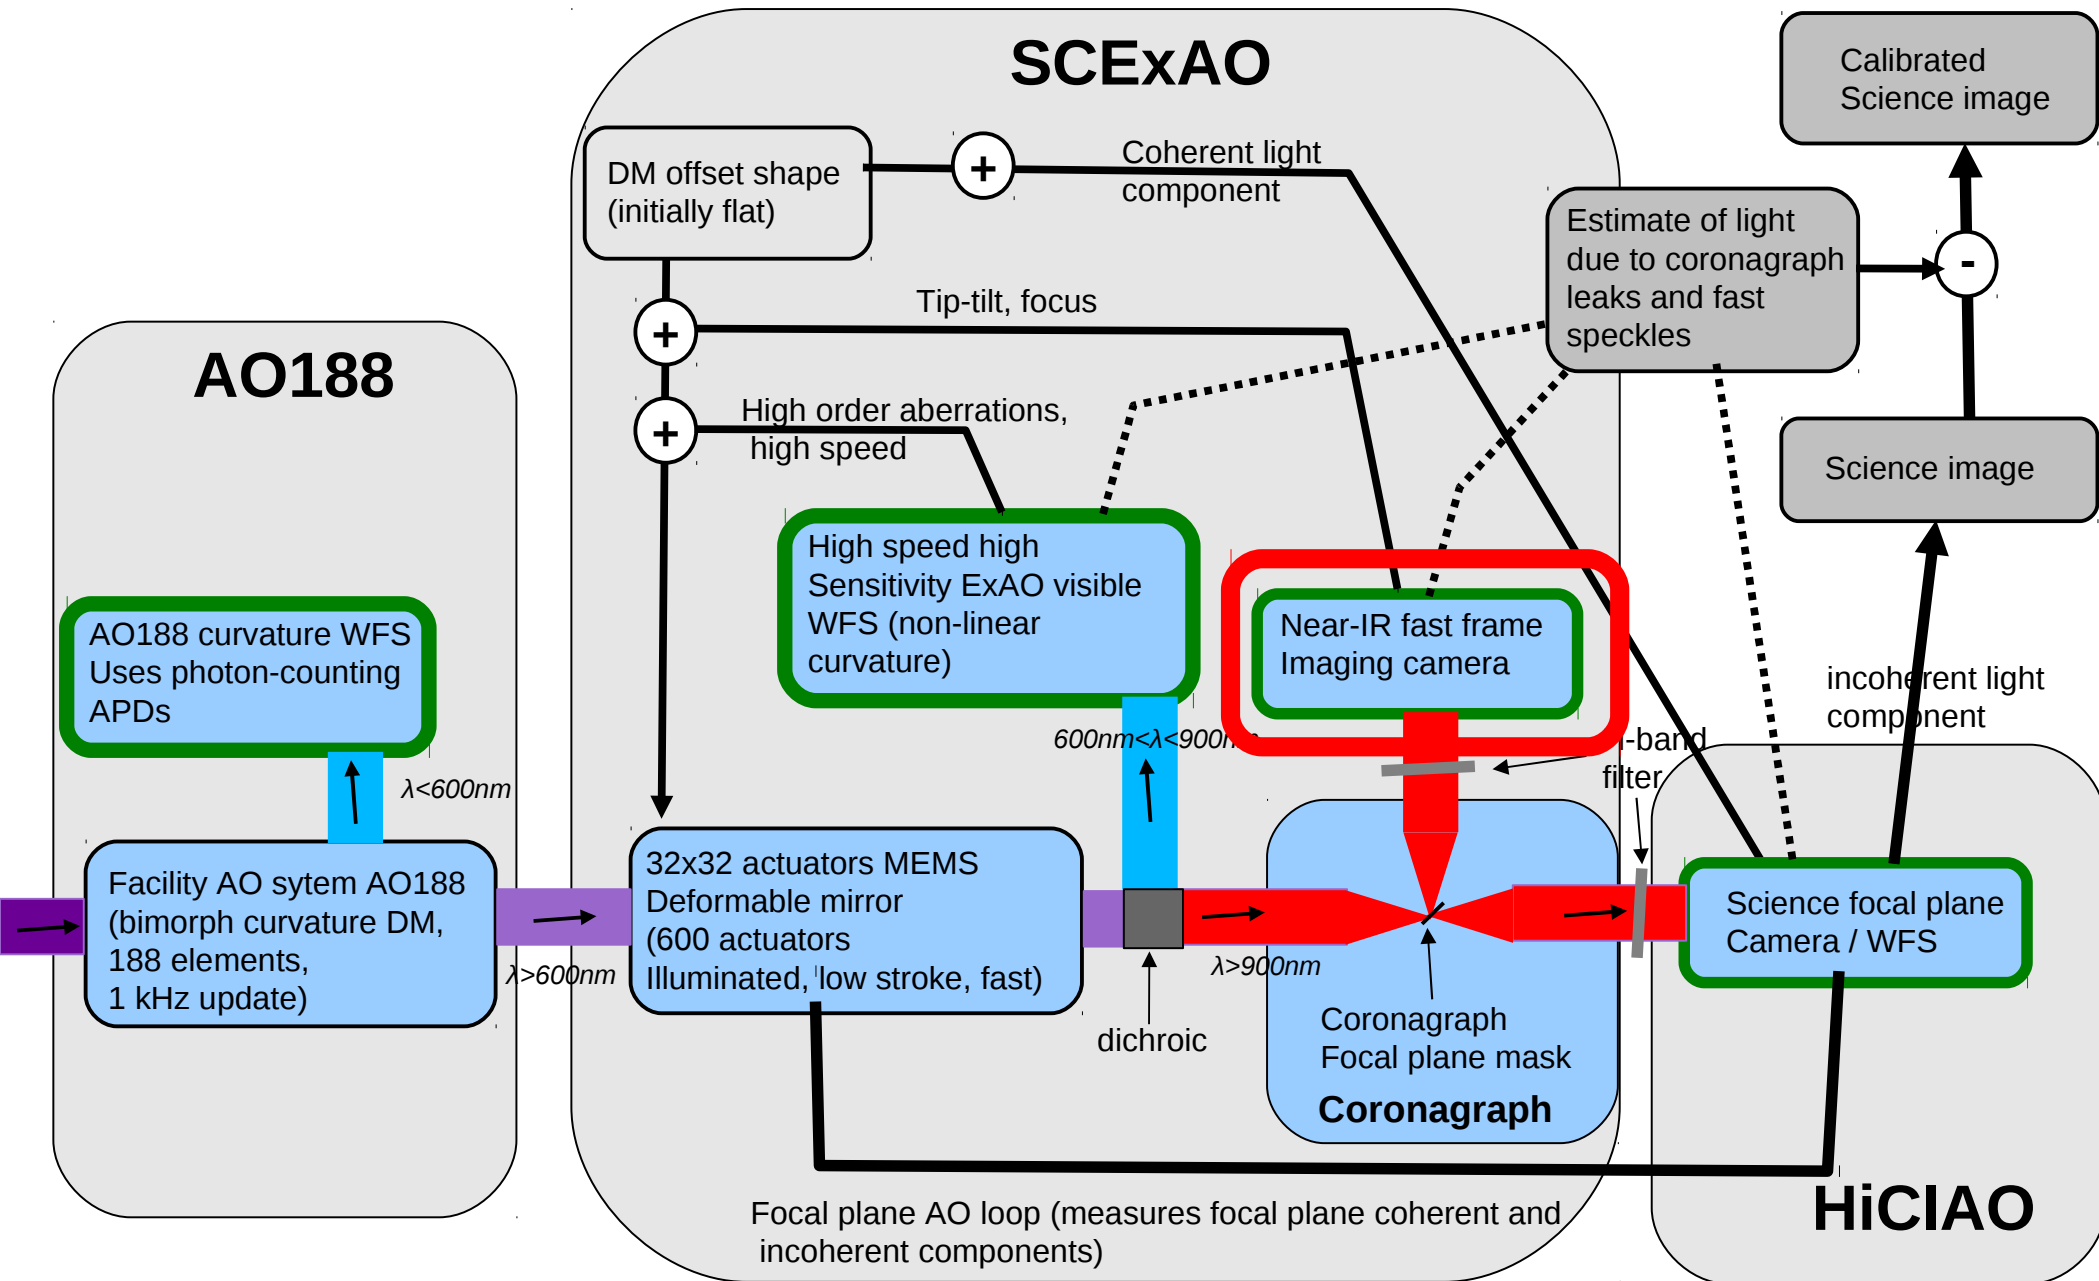 SCExAO
Calibrated
Science image
DM offset shape
(initially flat)
+
Coherent light
component
Estimate of light
due to coronagraph
leaks and fast
speckles
-
Tip-tilt, focus
+
AO188
High order aberrations,
high speed
+
Science image
High speed high
Sensitivity ExAO visible
WFS (non-linear
curvature)
Near-IR fast frame
Imaging camera
AO188 curvature WFS
Uses photon-counting
APDs
incoherent light
component
600nm<λ<900nm
-band
filter
λ<600nm
Facility AO sytem AO188
(bimorph curvature DM,
188 elements,
1 kHz update)
λ>600nm
32x32 actuators MEMS
Deformable mirror
(600 actuators
Illuminated, low stroke, fast)
λ>900nm
dichroic
Coronagraph
Focal plane mask
Coronagraph
Science focal plane
Camera / WFS
HiCIAO
Focal plane AO loop (measures focal plane coherent and
incoherent components)